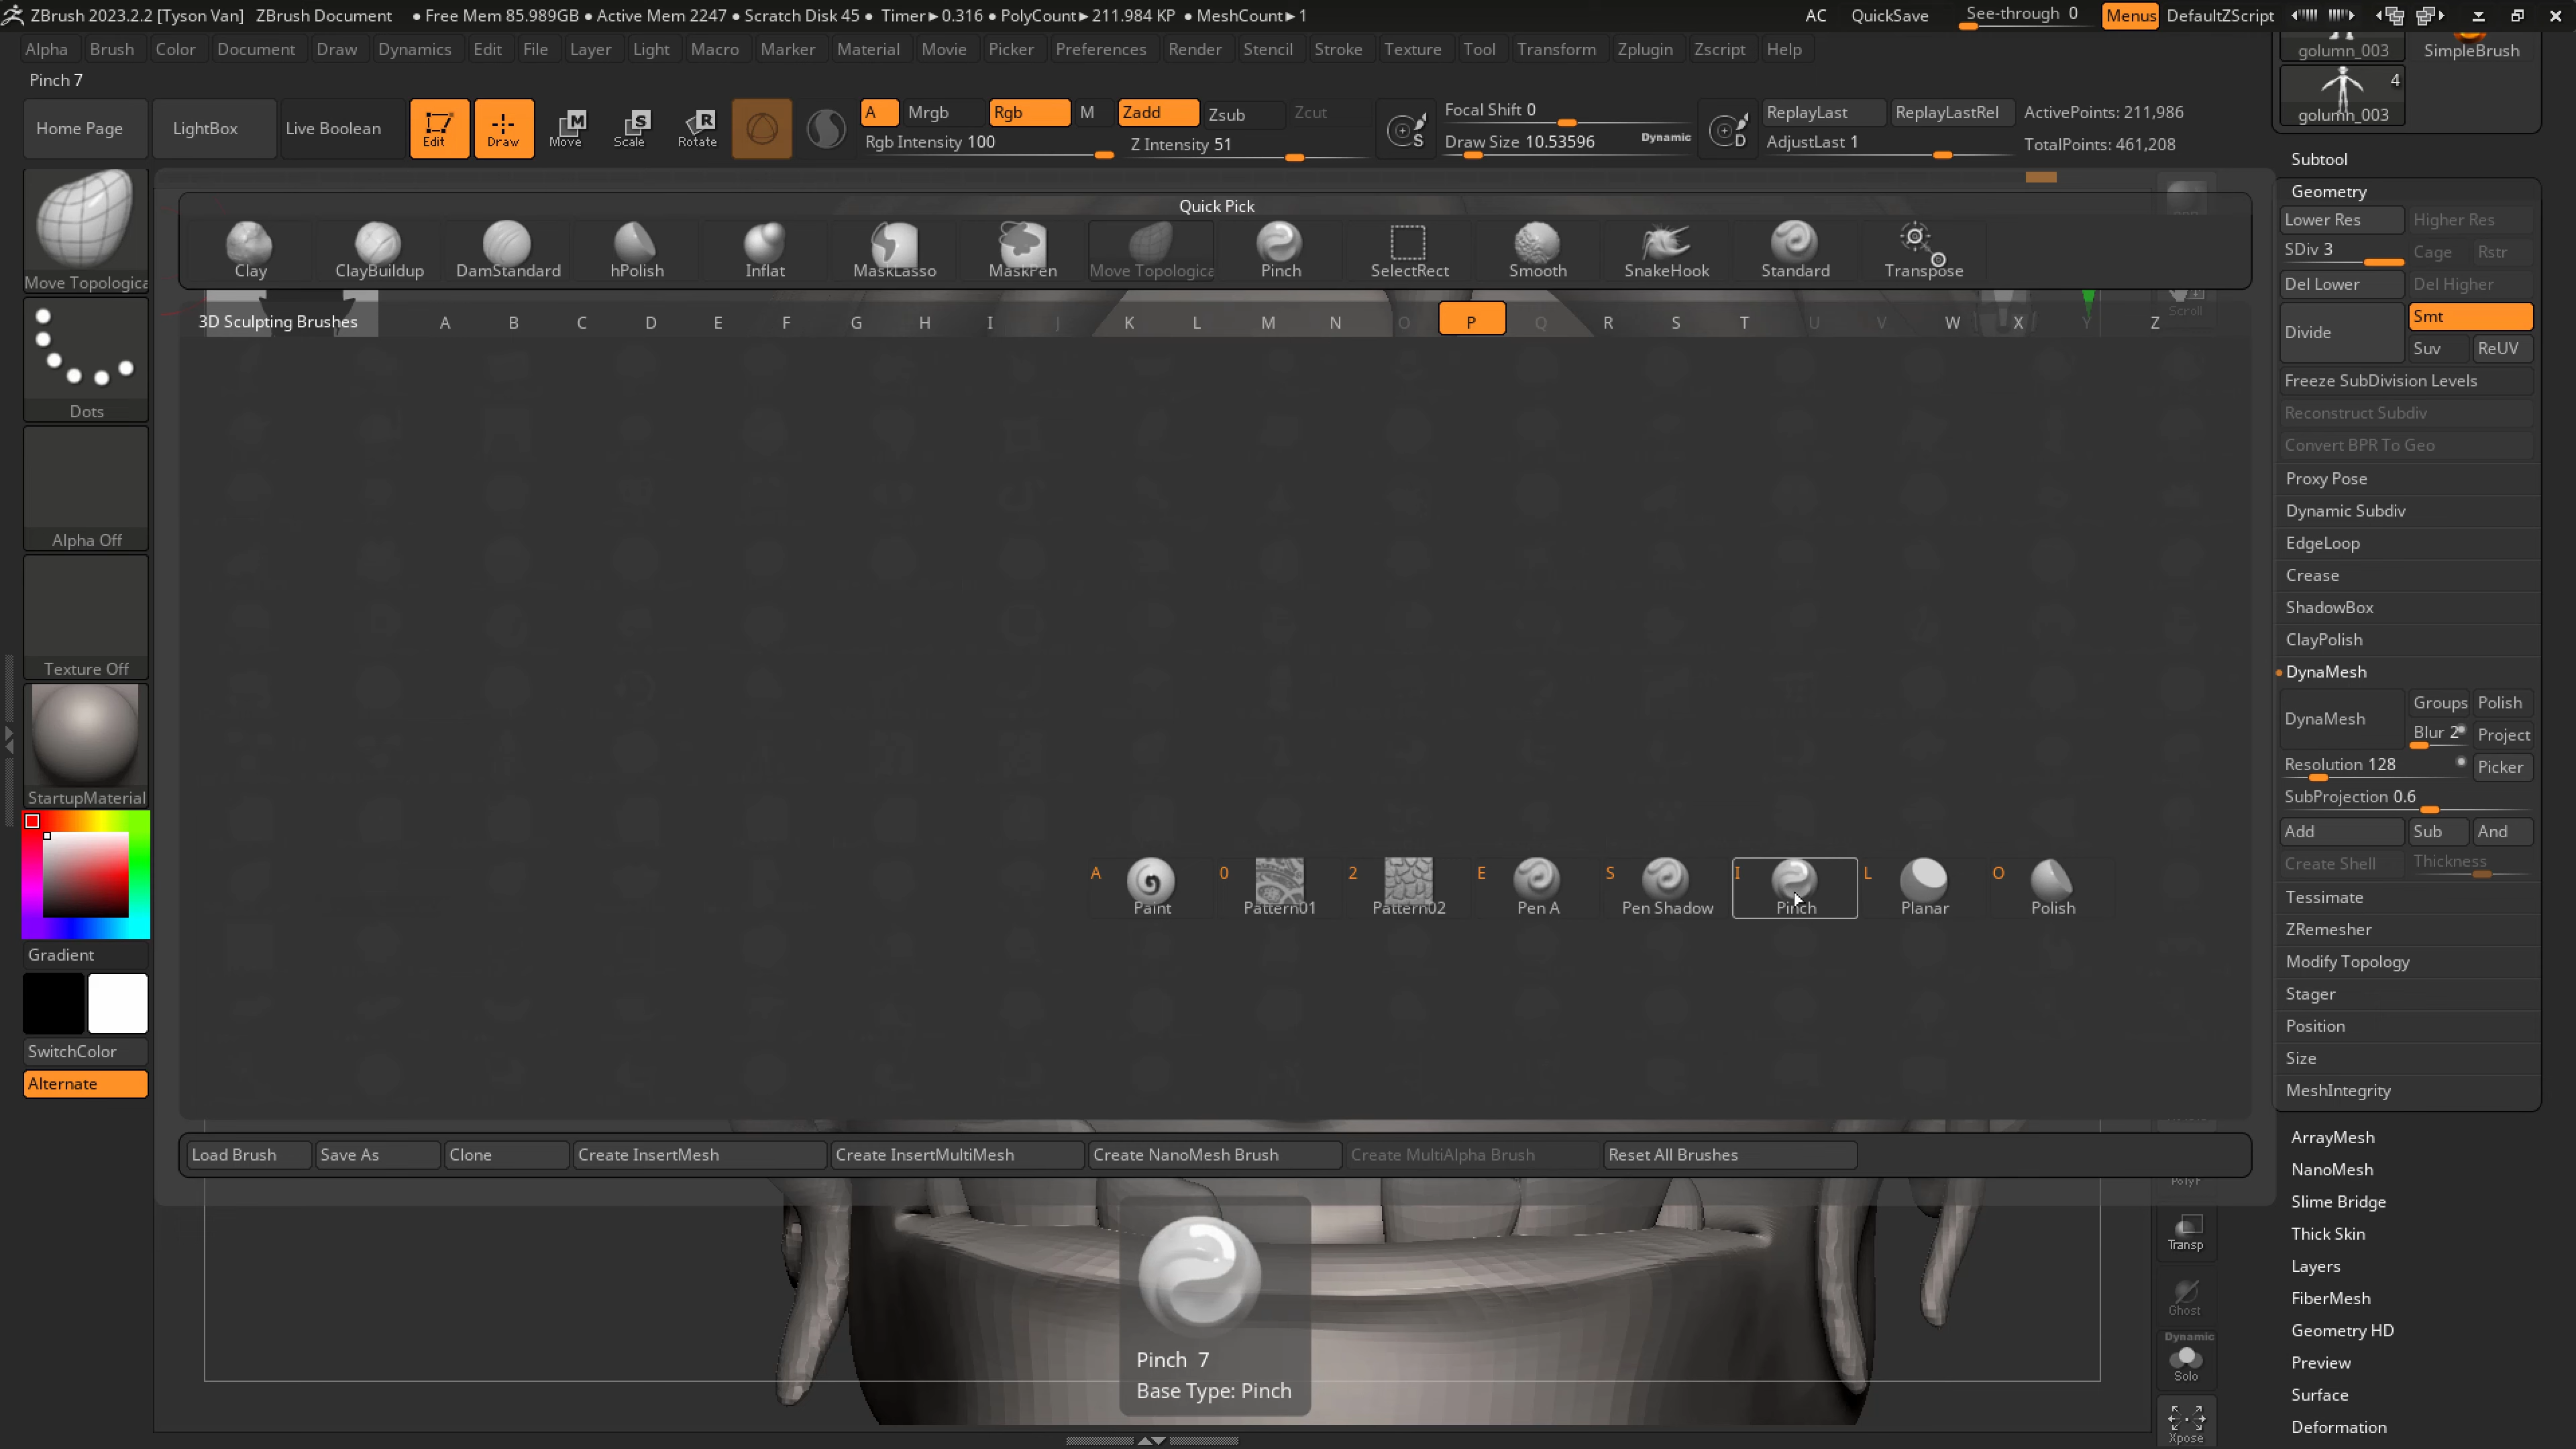 ZBrush 2023.2.2 [Tyson Van] ZBrush Document • Free Mem 85.989GB • Active Mem 2247 • Scratch Disk 45 • Timer▸0.316 • PolyCount▸211.984 KP • MeshCount▸1 AC QuickSave See-through 0 Menus DefaultZScript
Alpha Brush Color Document Draw Dynamics Edit File Layer Light Macro Marker Material Movie Picker Preferences Render Stencil Stroke Texture Tool Transform Zplugin Zscript Help
golumn_003 SimpleBrush
Pinch 7
4
golumn_003
Home Page LightBox Live Boolean Edit Draw Move Scale Rotate
M S R
A Mrgb Rgb M Zadd Zsub Zcut
Rgb Intensity 100 Z Intensity 51
S Focal Shift 0
Draw Size 10.53596 Dynamic
D ReplayLast ReplayLastRel ActivePoints: 211,986
AdjustLast 1 TotalPoints: 461,208
Move Topologica
Dots
Alpha Off
Texture Off
StartupMaterial
Gradient
SwitchColor
Alternate
Quick Pick
Clay ClayBuildup DamStandard hPolish Inflat MaskLasso MaskPen Move Topologica Pinch SelectRect Smooth SnakeHook Standard Transpose
3D Sculpting Brushes A B C D E F G H I J K L M N O P Q R S T U V W X Y Z
Scroll
A Paint 0 Pattern01 2 Pattern02 E Pen A S Pen Shadow I Pinch L Planar O Polish
Load Brush Save As Clone Create InsertMesh Create InsertMultiMesh Create NanoMesh Brush Create MultiAlpha Brush Reset All Brushes
Pinch 7
Base Type: Pinch
PolyF
Transp
Ghost
Dynamic
Solo
Xpose
Subtool
Geometry
Lower Res Higher Res
SDiv 3 Cage Rstr
Del Lower Del Higher
Divide Smt
Suv ReUV
Freeze SubDivision Levels
Reconstruct Subdiv
Convert BPR To Geo
Proxy Pose
Dynamic Subdiv
EdgeLoop
Crease
ShadowBox
ClayPolish
DynaMesh
DynaMesh Groups Polish
Blur 2 Project
Resolution 128 Picker
SubProjection 0.6
Add Sub And
Create Shell Thickness
Tessimate
ZRemesher
Modify Topology
Stager
Position
Size
MeshIntegrity
ArrayMesh
NanoMesh
Slime Bridge
Thick Skin
Layers
FiberMesh
Geometry HD
Preview
Surface
Deformation